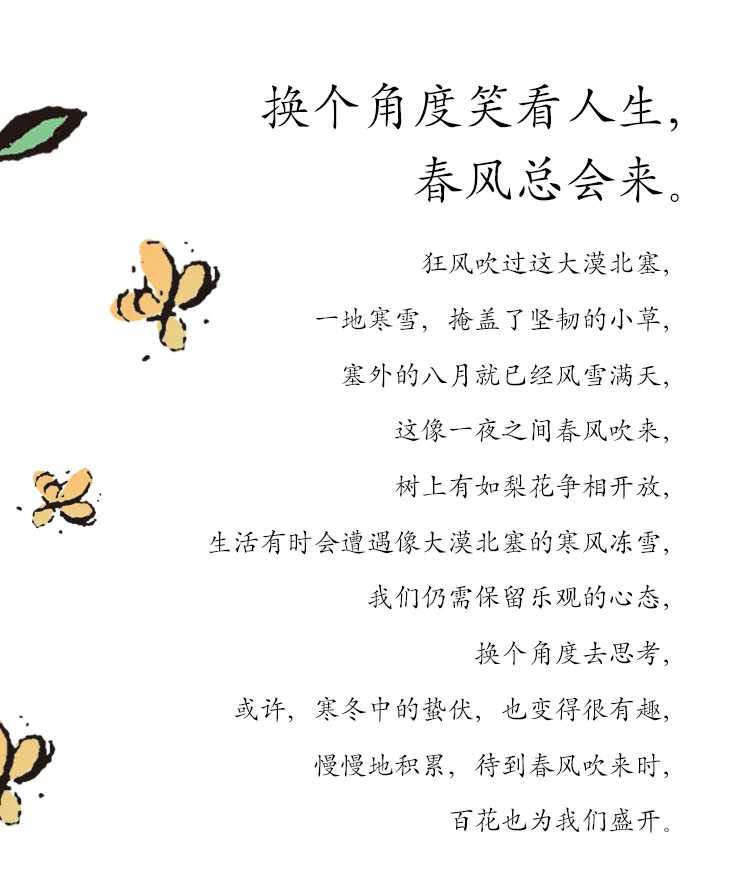 换个角度笑看人生，
春风总会来。
狂风吹过这大漠北塞，
一地寒雪，掩盖了坚韧的小草，
塞外的八月就已经风雪满天，
这像一夜之间春风吹来，
树上有如梨花争相开放，
生活有时会遭遇像大漠北塞的寒风冻雪，
我们仍需保留乐观的心态，
换个角度去思考，
或许，寒冬中的蛰伏，也变得很有趣，
慢慢地积累，待到春风吹来时，
百花也为我们盛开。